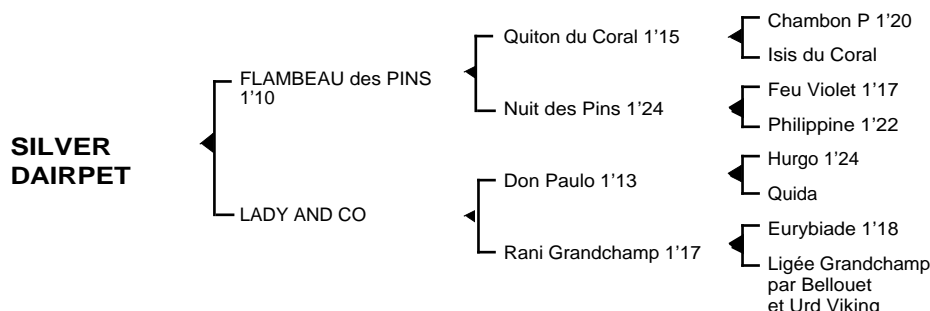 SILVER
DAIRPET
FLAMBEAU des PINS
1’10
LADY AND CO
Quiton du Coral 1’15
Nuit des Pins 1’24
Don Paulo 1’13
Rani Grandchamp 1’17
Chambon P 1’20
Isis du Coral
Feu Violet 1’17
Philippine 1’22
Hurgo 1’24
Quida
Eurybiade 1’18
Ligée Grandchamp
par Bellouet
et Urd Viking